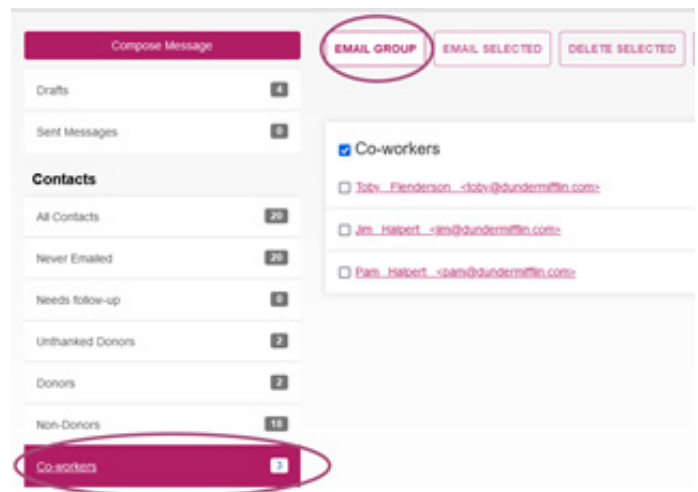 Compose Message
Drafts 4
Sent Messages 0
Contacts
All Contacts 20
Never Emailed 20
Needs follow-up 0
Unthanked Donors 2
Donors 2
Non-Donors 18
Co-workers 3
EMAIL GROUP EMAIL SELECTED DELETE SELECTED
Co-workers
Toby Flenderson <toby@dundermifflin.com>
Jim Halpert <jim@dundermifflin.com>
Pam Halpert <pam@dundermifflin.com>